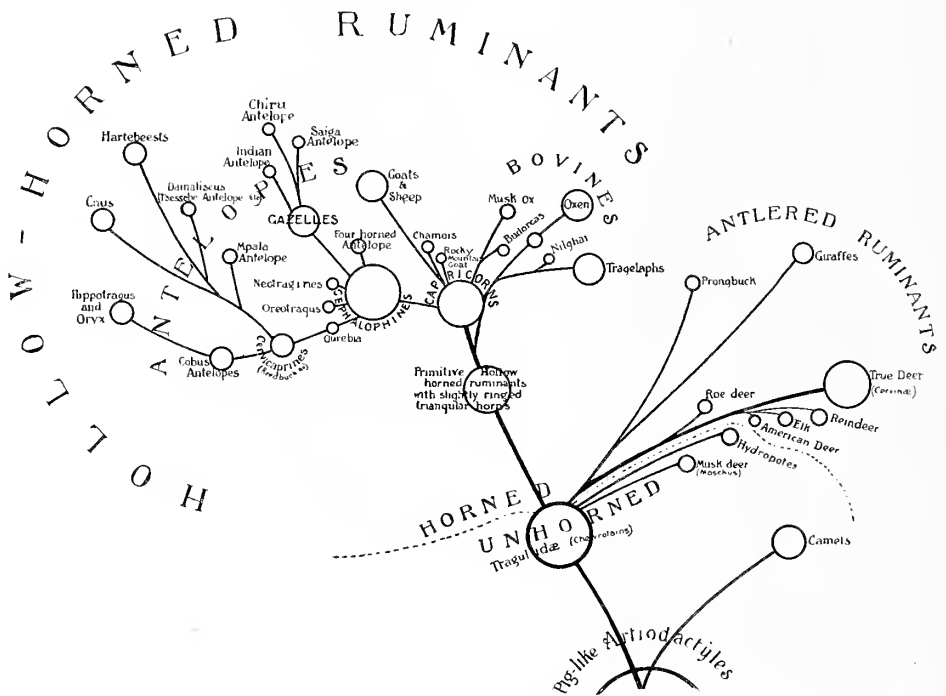 HOLLOW-HORNED RUMINANTS
ANTELOPES
Chiru
Antelope
Saiga
Antelope
Indian
Antelope
Hartebeests
Damaliscus
(Tsessebe Antelope
Gnus
Mpala
Antelope
Hippotragus
and
Oryx
Cobus
Antelopes
Cervicaprines
GAZELLES
Four horned
Antelope
Neotragines
Oreotragus
Ourebia
CEPHALOPHINES
Goats
&
Sheep
Chamois
Rocky
Mountain
Goat
CAPRICORNS
BOVINES
Musk Ox
Budorcas
Oxen
Nilghai
Tragelaphs
Primitive Hollow
horned ruminants
with slightly ringed
triangular horns
ANTLERED RUMINANTS
Prongbuck
Giraffes
True Deer
(Cervinæ)
Roe deer
Reindeer
Elk
American Deer
Hydropotes
Musk deer
(Moschus)
HORNED
UNHORNED
Tragulidæ (Chevrotains)
Camels
Pig-like Artiodactyles